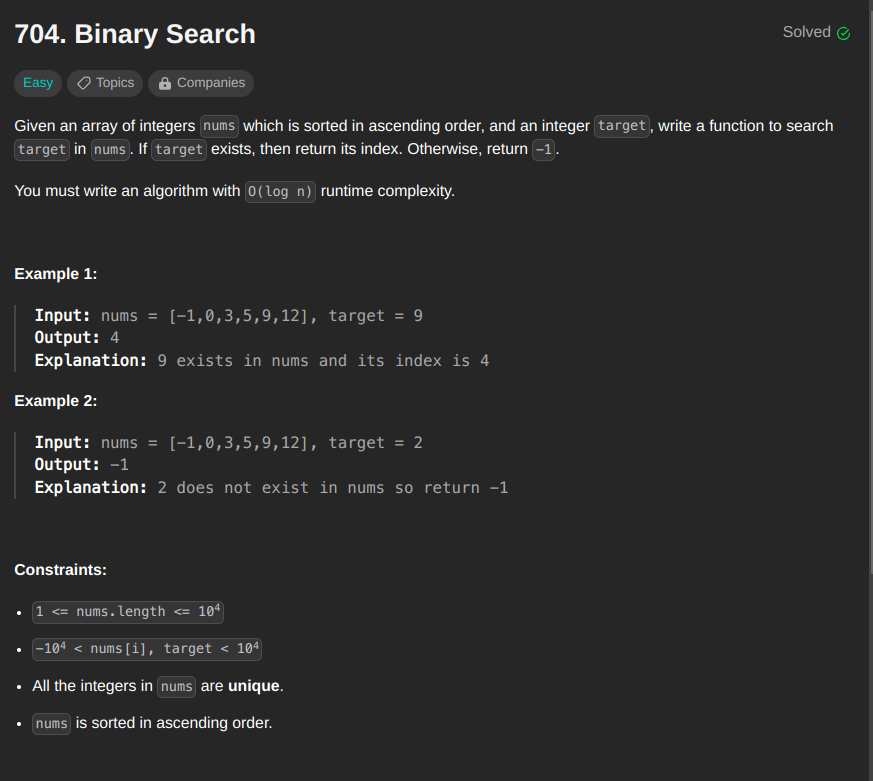 704. Binary Search
Solved
Easy
Topics
Companies
Given an array of integers nums which is sorted in ascending order, and an integer target, write a function to search
target in nums. If target exists, then return its index. Otherwise, return -1.
You must write an algorithm with O(log n) runtime complexity.
Example 1:
Input: nums = [-1,0,3,5,9,12], target = 9
Output: 4
Explanation: 9 exists in nums and its index is 4
Example 2:
Input: nums = [-1,0,3,5,9,12], target = 2
Output: -1
Explanation: 2 does not exist in nums so return -1
Constraints:
• 1 <= nums.length <= 10⁴
• -10⁴ < nums[i], target < 10⁴
• All the integers in nums are unique.
• nums is sorted in ascending order.